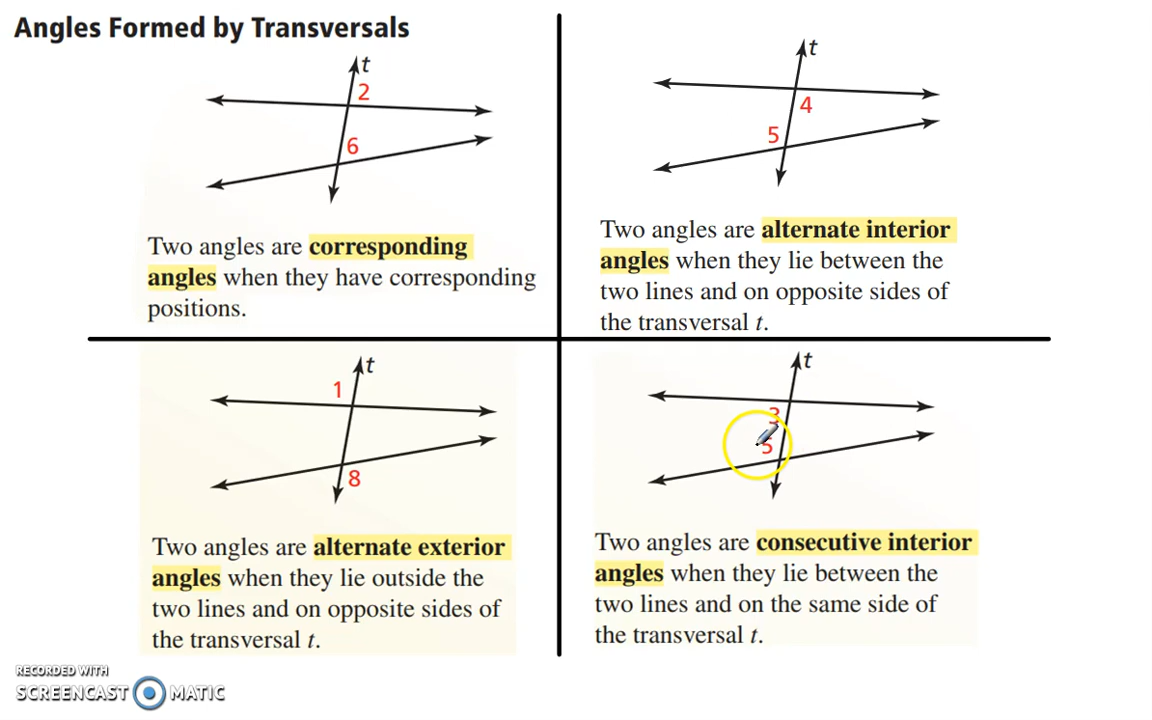 Angles Formed by Transversals
t
2
6
Two angles are corresponding
angles when they have corresponding
positions.
t
4
5
Two angles are alternate interior
angles when they lie between the
two lines and on opposite sides of
the transversal t.
t
1
8
Two angles are alternate exterior
angles when they lie outside the
two lines and on opposite sides of
the transversal t.
t
3
5
Two angles are consecutive interior
angles when they lie between the
two lines and on the same side of
the transversal t.
RECORDED WITH
SCREENCAST MATIC